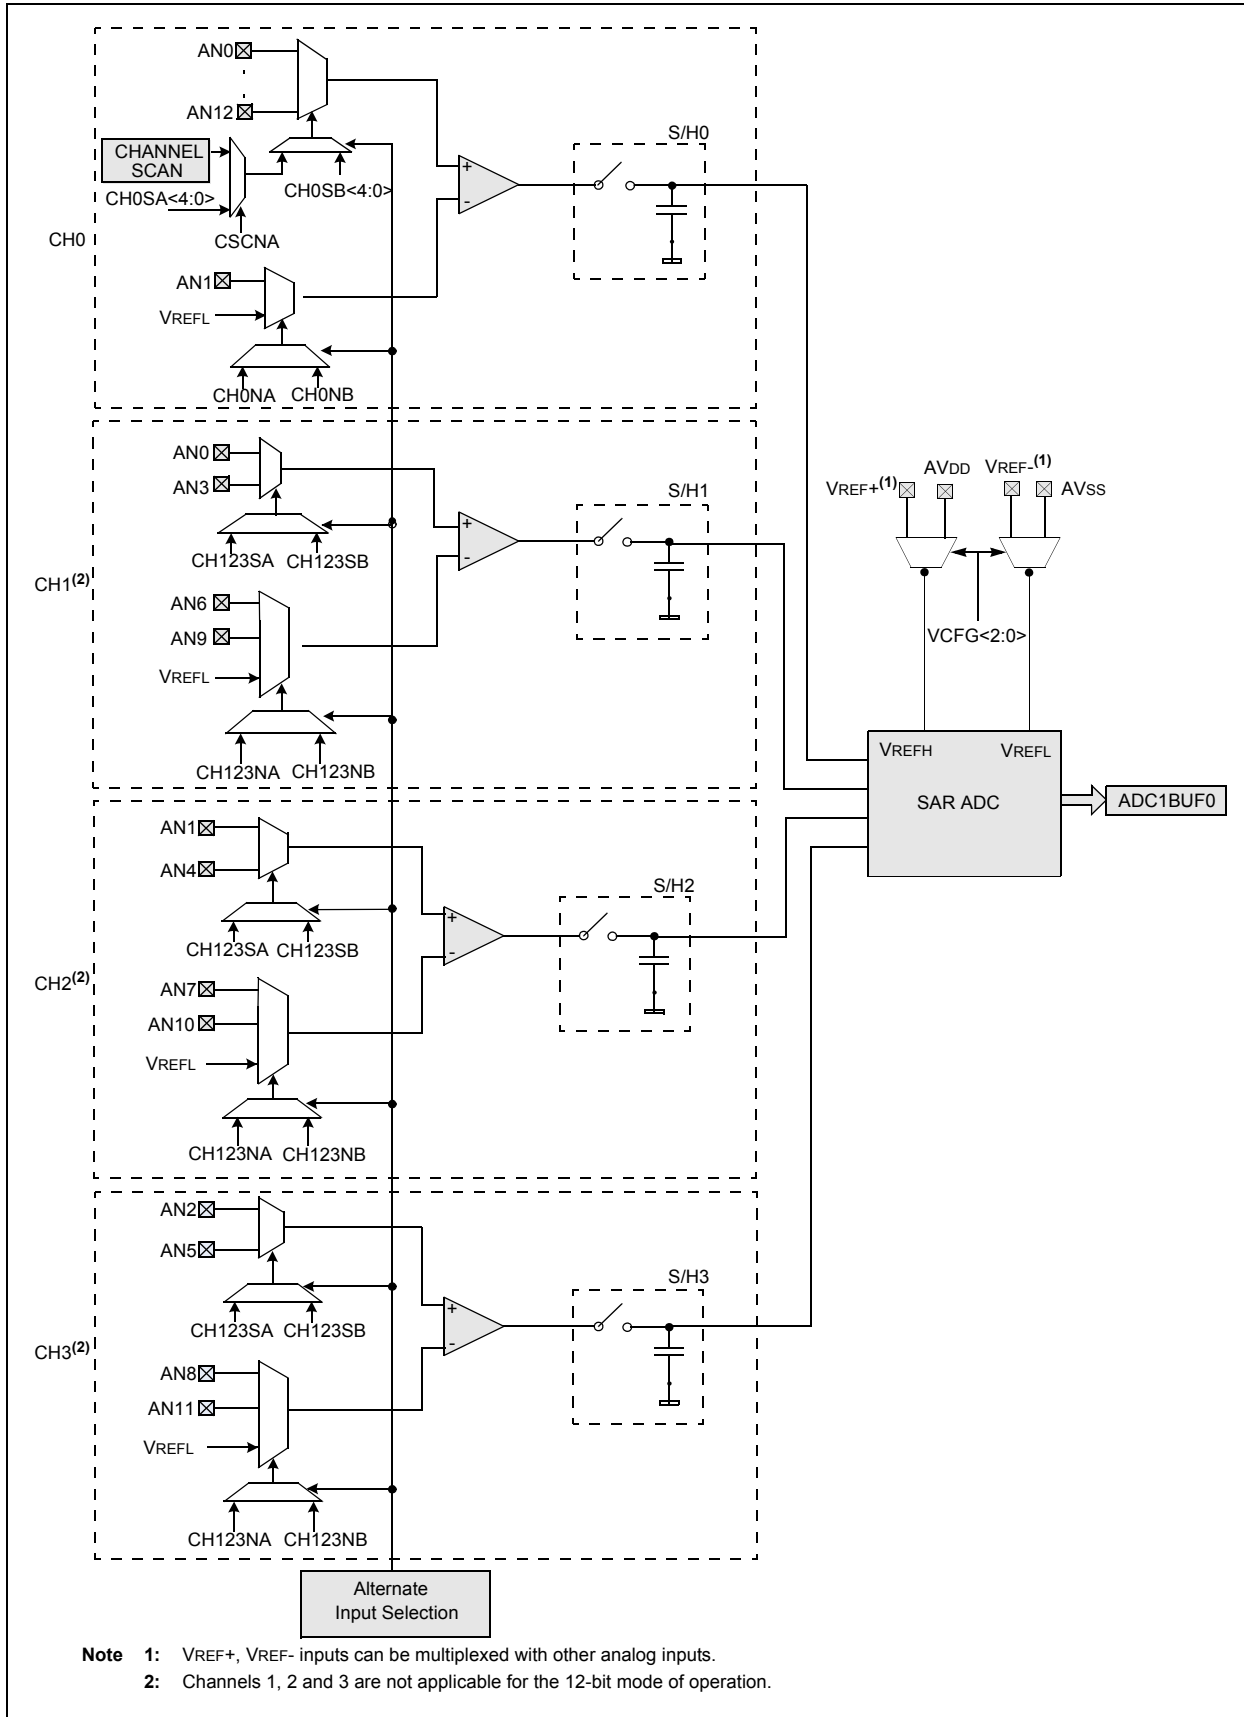 AN0
AN12
CHANNEL
SCAN
CH0SA<4:0>
CH0SB<4:0>
CSCNA
CH0
AN1
VREFL
CH0NA
CH0NB
+
-
S/H0
AN0
AN3
CH123SA
CH123SB
CH1(2)
AN6
AN9
VREFL
CH123NA
CH123NB
+
-
S/H1
VREF+(1)
AVDD
VREF-(1)
AVSS
VCFG<2:0>
VREFH
VREFL
SAR ADC
ADC1BUF0
AN1
AN4
CH123SA
CH123SB
CH2(2)
AN7
AN10
VREFL
CH123NA
CH123NB
+
-
S/H2
AN2
AN5
CH123SA
CH123SB
CH3(2)
AN8
AN11
VREFL
CH123NA
CH123NB
+
-
S/H3
Alternate
Input Selection
Note 1: VREF+, VREF- inputs can be multiplexed with other analog inputs.
2: Channels 1, 2 and 3 are not applicable for the 12-bit mode of operation.